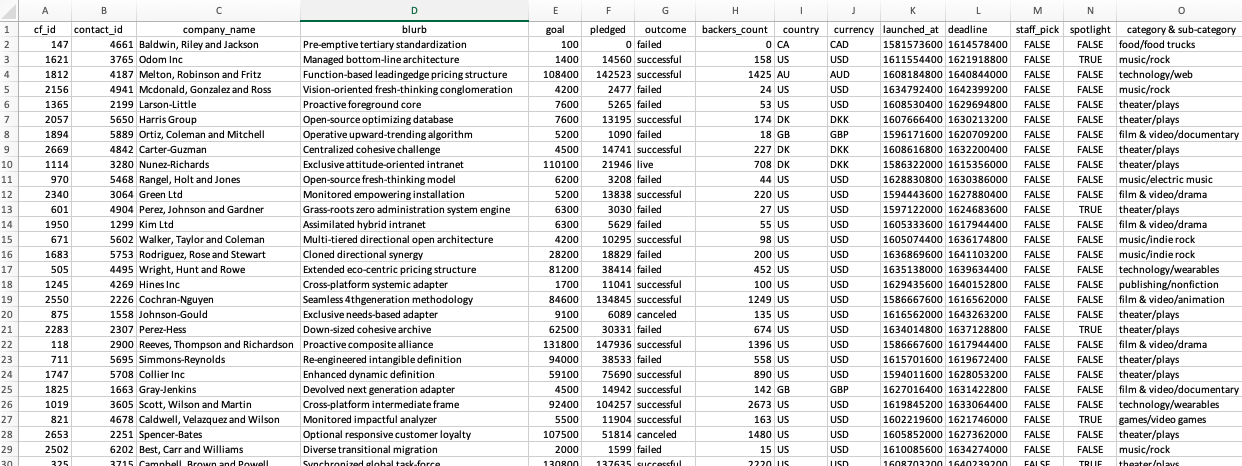 A B C D E F G H I J K L M N O
1 cf_id contact_id company_name blurb goal pledged outcome backers_count country currency launched_at deadline staff_pick spotlight category & sub-category
2 147 4661 Baldwin, Riley and Jackson Pre-emptive tertiary standardization 100 0 failed 0 CA CAD 1581573600 1614578400 FALSE FALSE food/food trucks
3 1621 3765 Odom Inc Managed bottom-line architecture 1400 14560 successful 158 US USD 1611554400 1621918800 FALSE TRUE music/rock
4 1812 4187 Melton, Robinson and Fritz Function-based leadingedge pricing structure 108400 142523 successful 1425 AU AUD 1608184800 1640844000 FALSE FALSE technology/web
5 2156 4941 Mcdonald, Gonzalez and Ross Vision-oriented fresh-thinking conglomeration 4200 2477 failed 24 US USD 1634792400 1642399200 FALSE FALSE music/rock
6 1365 2199 Larson-Little Proactive foreground core 7600 5265 failed 53 US USD 1608530400 1629694800 FALSE FALSE theater/plays
7 2057 5650 Harris Group Open-source optimizing database 7600 13195 successful 174 DK DKK 1607666400 1630213200 FALSE FALSE theater/plays
8 1894 5889 Ortiz, Coleman and Mitchell Operative upward-trending algorithm 5200 1090 failed 18 GB GBP 1596171600 1620709200 FALSE FALSE film & video/documentary
9 2669 4842 Carter-Guzman Centralized cohesive challenge 4500 14741 successful 227 DK DKK 1608616800 1632200400 FALSE FALSE theater/plays
10 1114 3280 Nunez-Richards Exclusive attitude-oriented intranet 110100 21946 live 708 DK DKK 1586322000 1615356000 FALSE FALSE theater/plays
11 970 5468 Rangel, Holt and Jones Open-source fresh-thinking model 6200 3208 failed 44 US USD 1628830800 1630386000 FALSE FALSE music/electric music
12 2340 3064 Green Ltd Monitored empowering installation 5200 13838 successful 220 US USD 1594443600 1627880400 FALSE FALSE film & video/drama
13 601 4904 Perez, Johnson and Gardner Grass-roots zero administration system engine 6300 3030 failed 27 US USD 1597122000 1624683600 FALSE TRUE theater/plays
14 1950 1299 Kim Ltd Assimilated hybrid intranet 6300 5629 failed 55 US USD 1605333600 1617944400 FALSE FALSE film & video/drama
15 671 5602 Walker, Taylor and Coleman Multi-tiered directional open architecture 4200 10295 successful 98 US USD 1605074400 1636174800 FALSE FALSE music/indie rock
16 1683 5753 Rodriguez, Rose and Stewart Cloned directional synergy 28200 18829 failed 200 US USD 1636869600 1641103200 FALSE FALSE music/indie rock
17 505 4495 Wright, Hunt and Rowe Extended eco-centric pricing structure 81200 38414 failed 452 US USD 1635138000 1639634400 FALSE FALSE technology/wearables
18 1245 4269 Hines Inc Cross-platform systemic adapter 1700 11041 successful 100 US USD 1629435600 1640152800 FALSE FALSE publishing/nonfiction
19 2550 2226 Cochran-Nguyen Seamless 4thgeneration methodology 84600 134845 successful 1249 US USD 1586667600 1616562000 FALSE FALSE film & video/animation
20 875 1558 Johnson-Gould Exclusive needs-based adapter 9100 6089 canceled 135 US USD 1616562000 1643263200 FALSE FALSE theater/plays
21 2283 2307 Perez-Hess Down-sized cohesive archive 62500 30331 failed 674 US USD 1634014800 1637128800 FALSE TRUE theater/plays
22 118 2900 Reeves, Thompson and Richardson Proactive composite alliance 131800 147936 successful 1396 US USD 1586667600 1617944400 FALSE FALSE film & video/drama
23 711 5695 Simmons-Reynolds Re-engineered intangible definition 94000 38533 failed 558 US USD 1615701600 1619672400 FALSE FALSE theater/plays
24 1747 5708 Collier Inc Enhanced dynamic definition 59100 75690 successful 890 US USD 1594011600 1628053200 FALSE FALSE theater/plays
25 1825 1663 Gray-Jenkins Devolved next generation adapter 4500 14942 successful 142 GB GBP 1627016400 1631422800 FALSE FALSE film & video/documentary
26 1019 3605 Scott, Wilson and Martin Cross-platform intermediate frame 92400 104257 successful 2673 US USD 1619845200 1633064400 FALSE FALSE technology/wearables
27 821 4678 Caldwell, Velazquez and Wilson Monitored impactful analyzer 5500 11904 successful 163 US USD 1602219600 1621746000 FALSE TRUE games/video games
28 2653 2251 Spencer-Bates Optional responsive customer loyalty 107500 51814 canceled 1480 US USD 1605852000 1627362000 FALSE FALSE theater/plays
29 2502 6202 Best, Carr and Williams Diverse transitional migration 2000 1599 failed 15 US USD 1610085600 1634274000 FALSE FALSE music/rock
30 325 3715 Campbell, Brown and Powell Synchronized global task-force 130800 137635 successful 2220 US USD 1608703200 1640239200 FALSE TRUE theater/plays